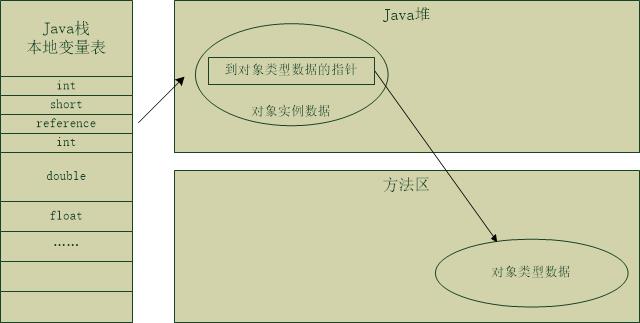 Java栈
本地变量表
int
short
reference
int
double
float
……
Java堆
到对象类型数据的指针
对象实例数据
方法区
对象类型数据